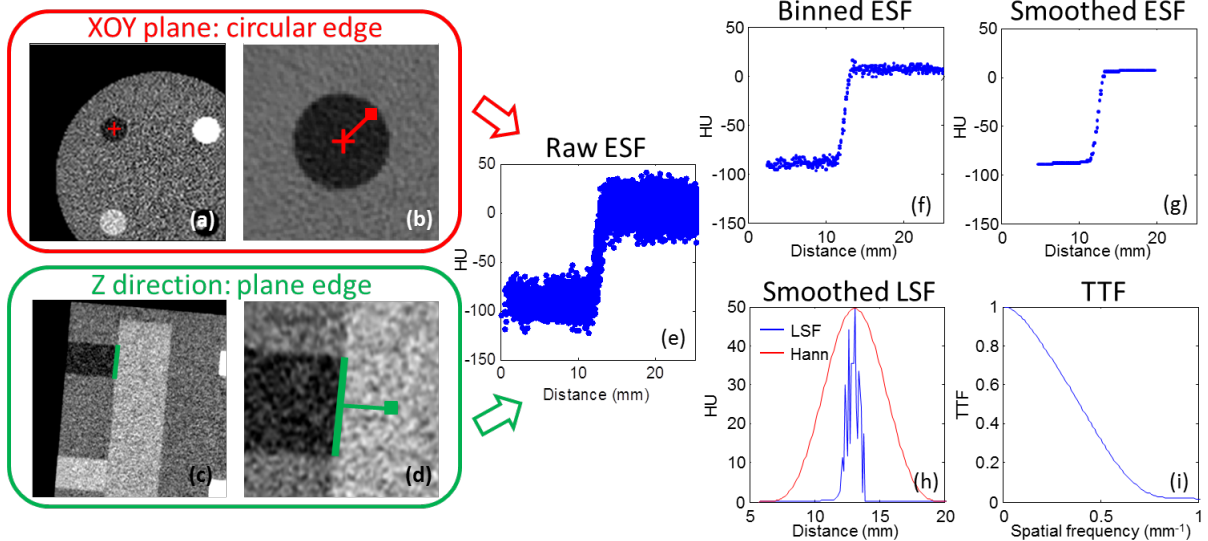 XOY plane: circular edge
(a)
(b)
Z direction: plane edge
(c)
(d)
Raw ESF
50
0
-50
-100
-150
HU
0
10
20
Distance (mm)
(e)
Binned ESF
50
0
-50
-100
-150
HU
0
10
20
Distance (mm)
(f)
Smoothed ESF
50
0
-50
-100
-150
HU
0
10
20
Distance (mm)
(g)
Smoothed LSF
50
40
30
20
10
0
HU
LSF
Hann
5
10
15
20
Distance (mm)
(h)
TTF
1
0.8
0.6
0.4
0.2
0
TTF
0
0.5
1
Spatial frequency (mm-1)
(i)